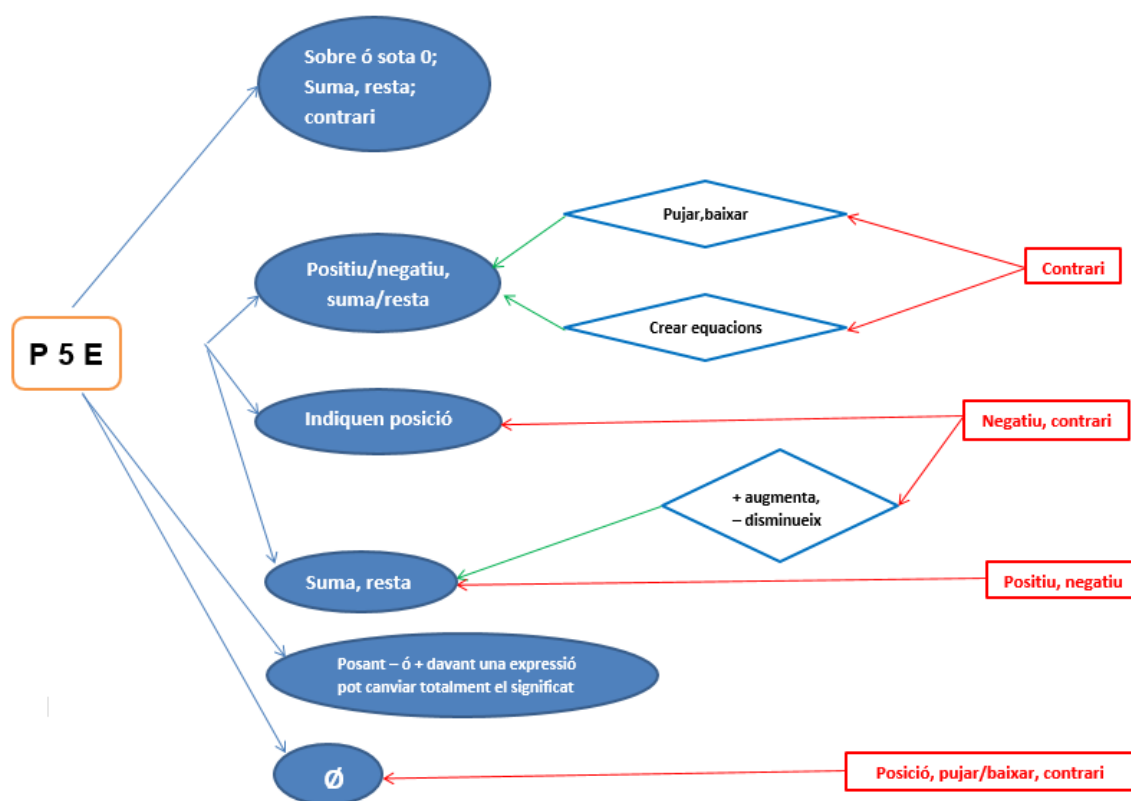 Sobre ó sota 0;
Suma, resta;
contrari
Pujar,baixar
Positiu/negatiu,
suma/resta
Contrari
Crear equacions
P 5 E
Indiquen posició
Negatiu, contrari
+ augmenta,
– disminueix
Suma, resta
Positiu, negatiu
Posant – ó + davant una expressió
pot canviar totalment el significat
Ø
Posició, pujar/baixar, contrari